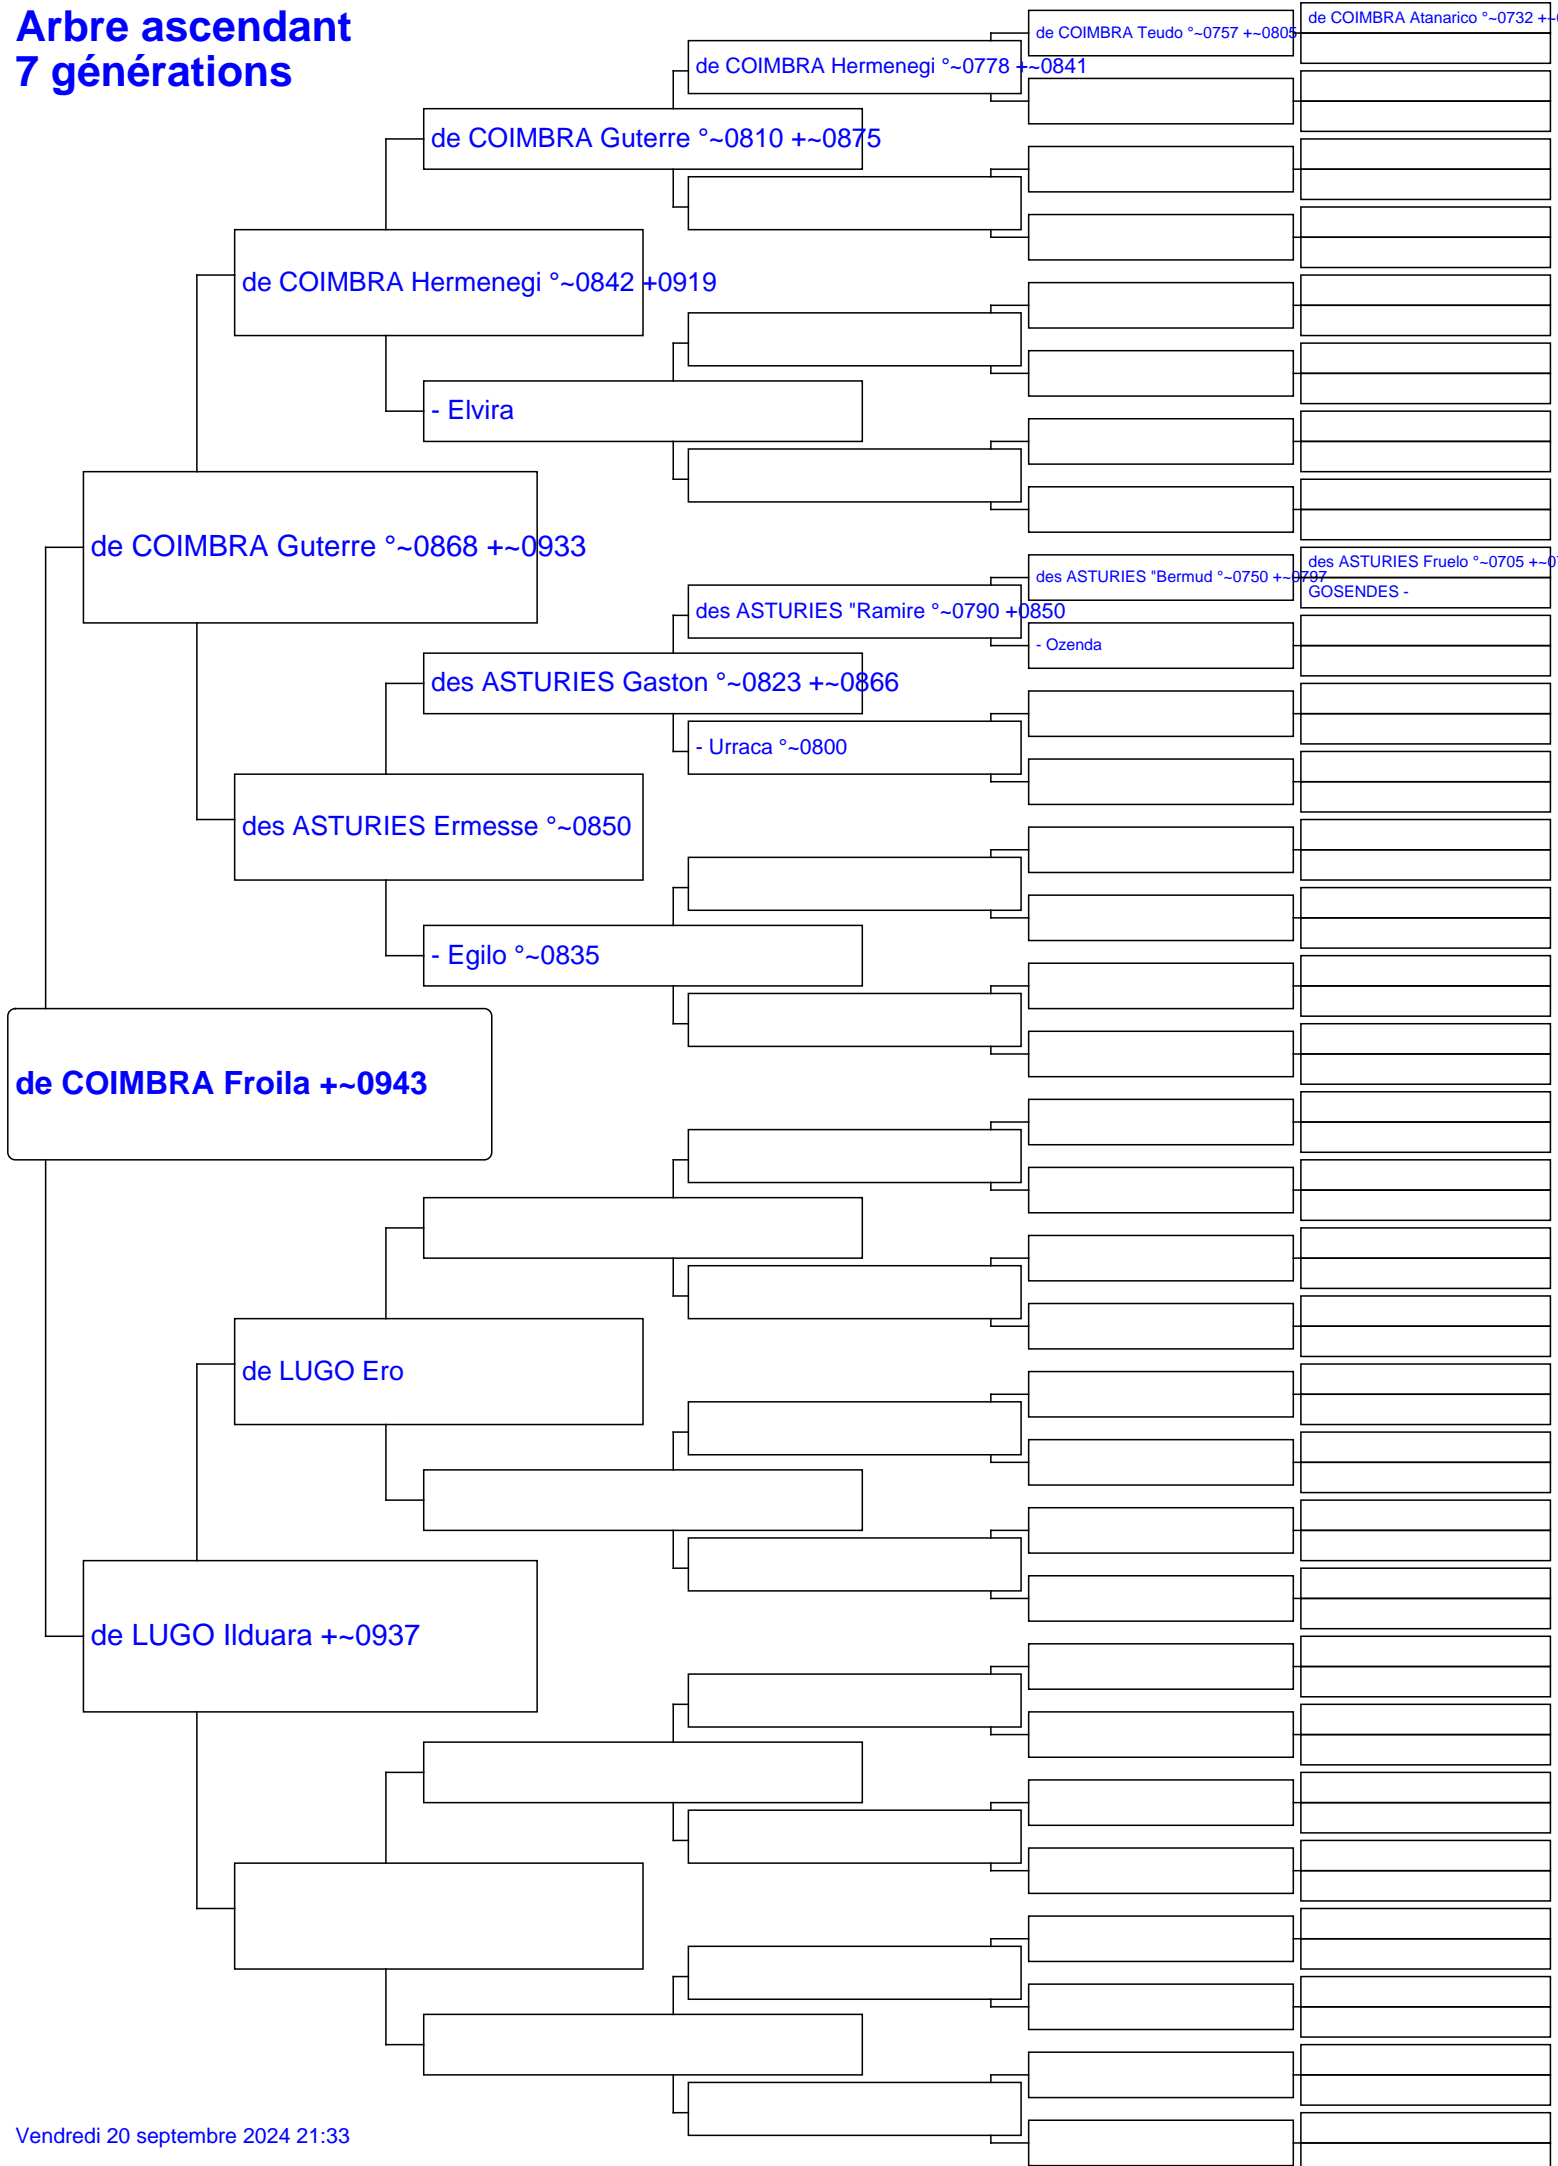 Arbre ascendant
7 générations
de COIMBRA Atanarico °~0732 +~
de COIMBRA Teudo °~0757 +~0805
de COIMBRA Hermenegi °~0778 +~0841
de COIMBRA Guterre °~0810 +~0875
de COIMBRA Hermenegi °~0842 +0919
- Elvira
de COIMBRA Guterre °~0868 +~0933
des ASTURIES Fruelo °~0705 +~0
des ASTURIES "Bermud °~0750 +~0797
GOSENDES -
des ASTURIES "Ramire °~0790 +0850
- Ozenda
des ASTURIES Gaston °~0823 +~0866
- Urraca °~0800
des ASTURIES Ermesse °~0850
- Egilo °~0835
de COIMBRA Froila +~0943
de LUGO Ero
de LUGO Ilduara +~0937
Vendredi 20 septembre 2024 21:33